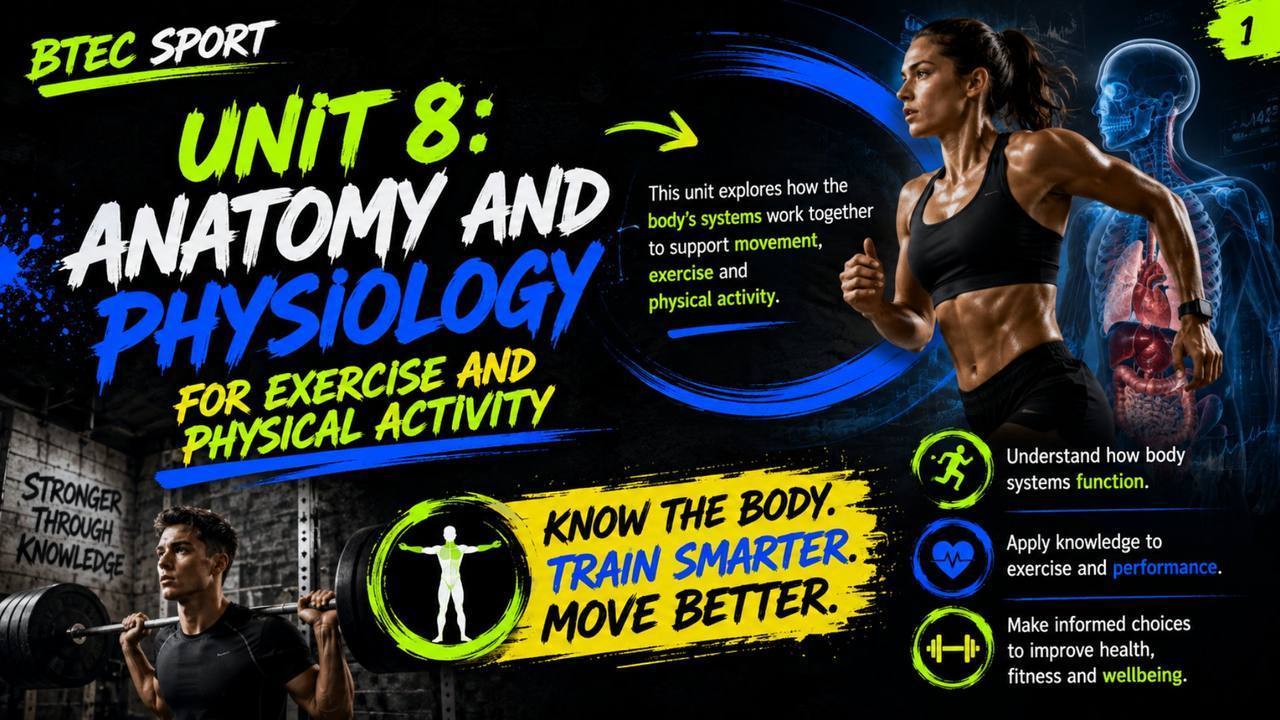 BTEC SPORT
1
UNIT 8:
ANATOMY AND
PHYSIOLOGY
FOR EXERCISE AND
PHYSICAL ACTIVITY
This unit explores how the
body's systems work together
to support movement,
exercise and
physical activity.
STRONGER
THROUGH
KNOWLEDGE
KNOW THE BODY.
TRAIN SMARTER.
MOVE BETTER.
Understand how body
systems function.
Apply knowledge to
exercise and performance.
Make informed choices
to improve health,
fitness and wellbeing.